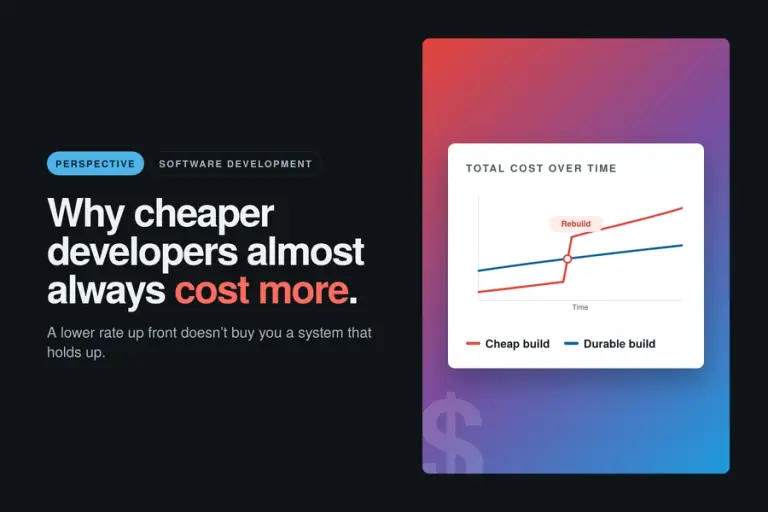 PERSPECTIVE
SOFTWARE DEVELOPMENT
Why cheaper
developers almost
always cost more.
A lower rate up front doesn’t buy you a system that
holds up.
TOTAL COST OVER TIME
Rebuild
Time
Cheap build
Durable build
$